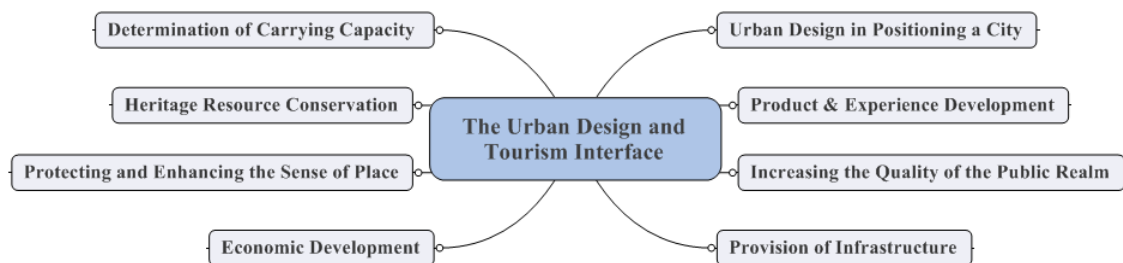 Determination of Carrying Capacity
Urban Design in Positioning a City
Heritage Resource Conservation
Product & Experience Development
The Urban Design and
Tourism Interface
Protecting and Enhancing the Sense of Place
Increasing the Quality of the Public Realm
Economic Development
Provision of Infrastructure